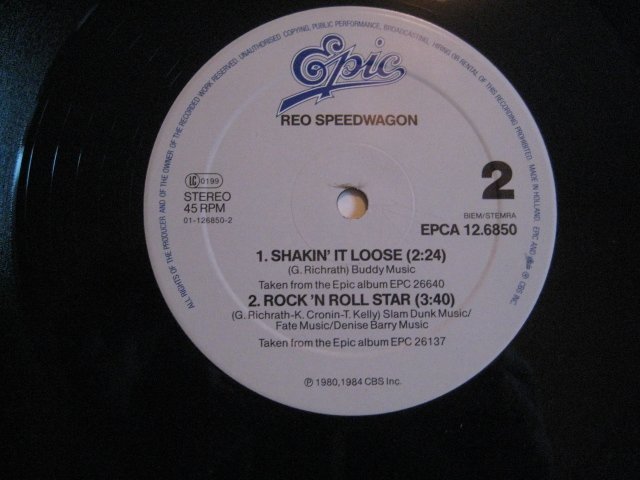 ALL RIGHTS OF THE PRODUCER AND OF THE OWNER OF THE RECORDED WORK RESERVED. UNAUTHORISED COPYING, PUBLIC PERFORMANCE, BROADCASTING, HIRING OR RENTAL OF THIS RECORDING PROHIBITED. MADE IN HOLLAND. EPIC AND ℗ CBS INC.
Epic
REO SPEEDWAGON
LC 0199
STEREO
45 RPM
01-126850-2
2
BIEM/STEMRA
EPCA 12.6850
1. SHAKIN' IT LOOSE (2:24)
(G. Richrath) Buddy Music
Taken from the Epic album EPC 26640
2. ROCK 'N ROLL STAR (3:40)
(G. Richrath-K. Cronin-T. Kelly) Slam Dunk Music/
Fate Music/Denise Barry Music
Taken from the Epic album EPC 26137
℗ 1980,1984 CBS Inc.